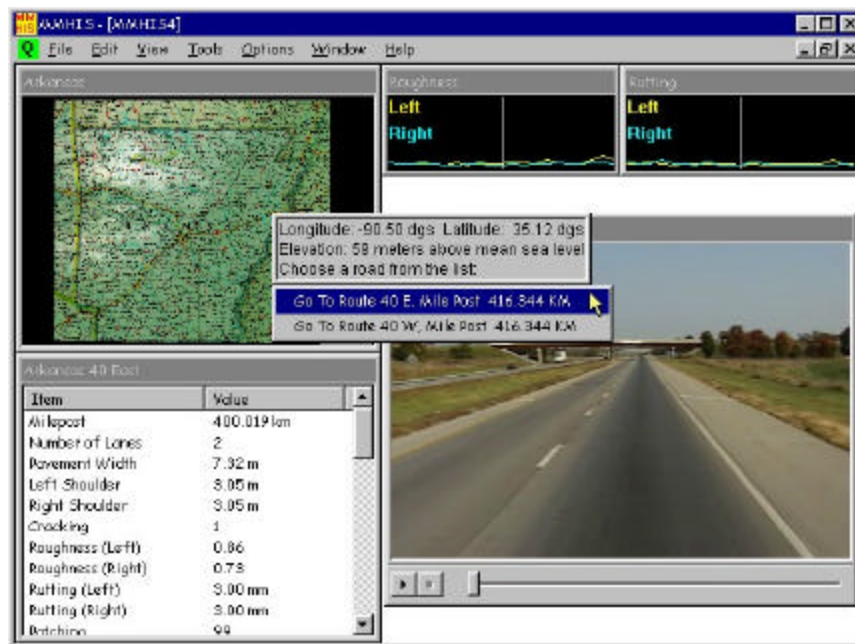 MMHIS - [MMHIS4]
File Edit View Tools Options Window Help
Arkansas
Roughness
Left
Right
Rutting
Left
Right
Longitude: -90.50 dgs Latitude: 35.12 dgs
Elevation: 59 meters above mean sea level
Choose a road from the list:
Go To Route 40 E, Mile Post 416.344 KM
Go To Route 40 W, Mile Post 416.344 KM
Arkansas 40 East
Item Value
Milepost 400.019 km
Number of Lanes 2
Pavement Width 7.32 m
Left Shoulder 3.05 m
Right Shoulder 3.05 m
Cracking 1
Roughness (Left) 0.86
Roughness (Right) 0.73
Rutting (Left) 3.00 mm
Rutting (Right) 3.00 mm
Patching 99